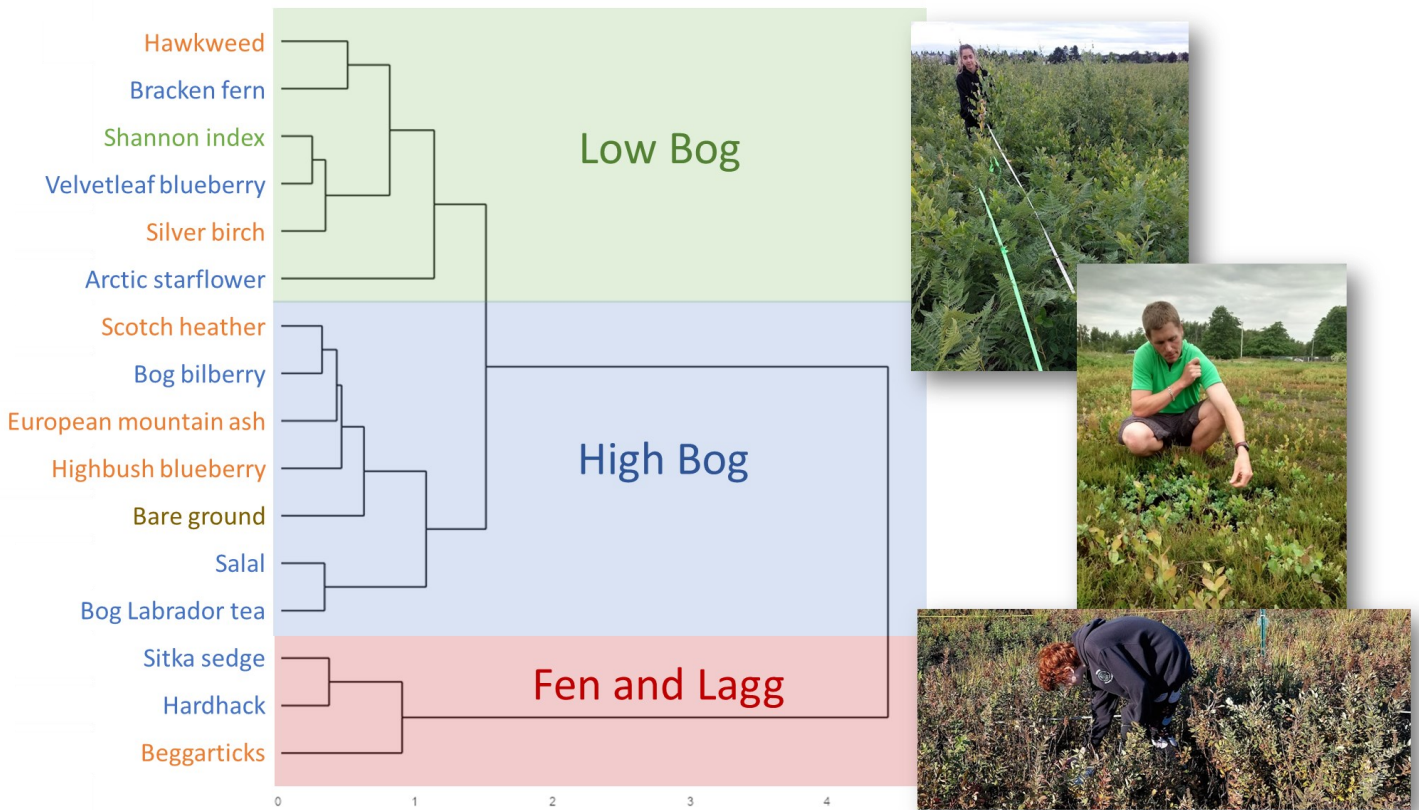 Hawkweed
Bracken fern
Shannon index
Velvetleaf blueberry
Silver birch
Arctic starflower
Low Bog
Scotch heather
Bog bilberry
European mountain ash
Highbush blueberry
Bare ground
Salal
Bog Labrador tea
High Bog
Sitka sedge
Hardhack
Beggarticks
Fen and Lagg
0 1 2 3 4